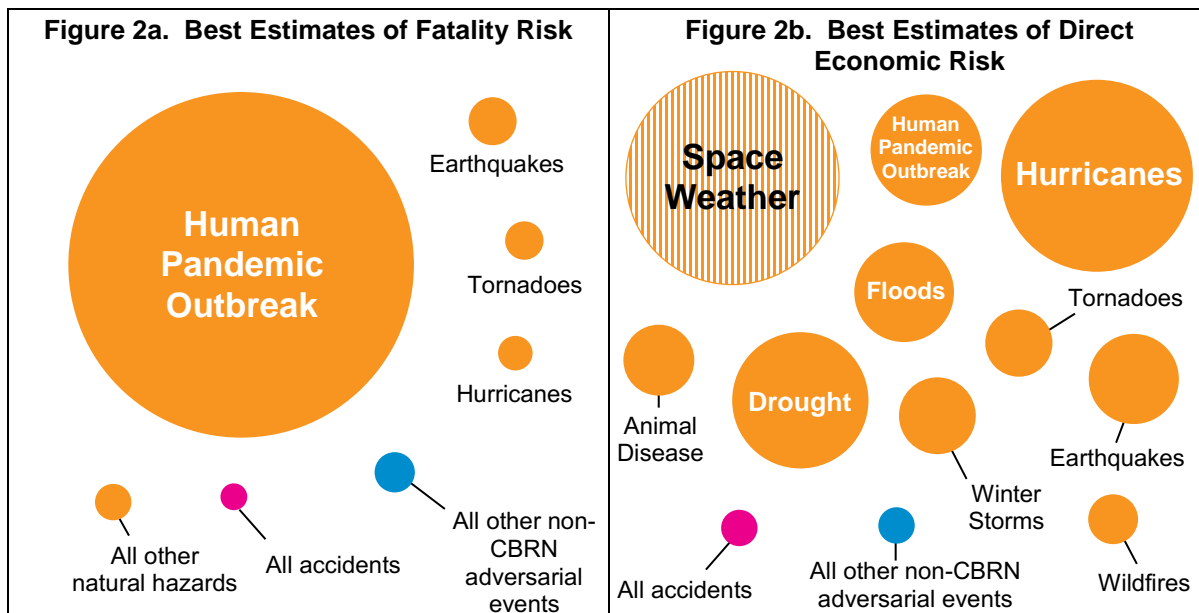 Figure 2a.  Best Estimates of Fatality Risk
Human
Pandemic
Outbreak
Earthquakes
Tornadoes
Hurricanes
All other
natural hazards
All accidents
All other non-
CBRN
adversarial
events
Figure 2b.  Best Estimates of Direct
Economic Risk
Space
Weather
Human
Pandemic
Outbreak
Hurricanes
Floods
Tornadoes
Animal
Disease
Drought
Winter
Storms
Earthquakes
All accidents
All other non-CBRN
adversarial events
Wildfires